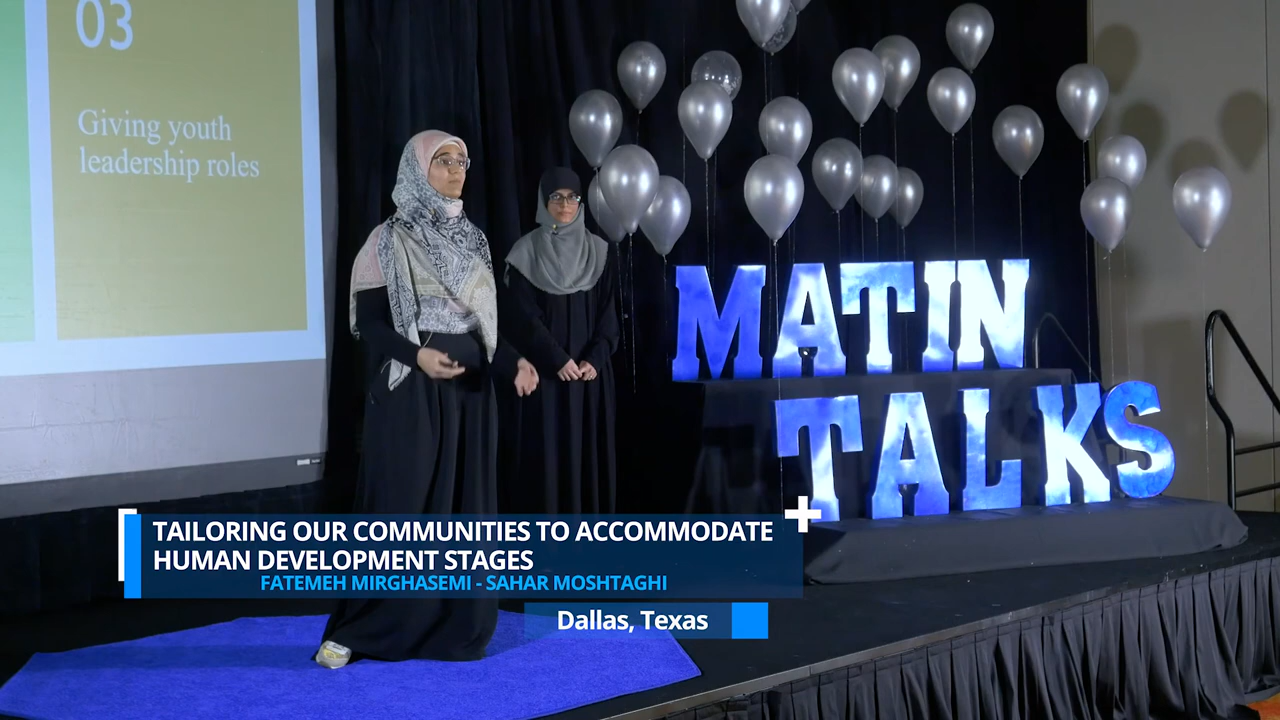 03
Giving youth
leadership roles
MATIN
TALKS
TAILORING OUR COMMUNITIES TO ACCOMMODATE
HUMAN DEVELOPMENT STAGES
FATEMEH MIRGHASEMI - SAHAR MOSHTAGHI
Dallas, Texas